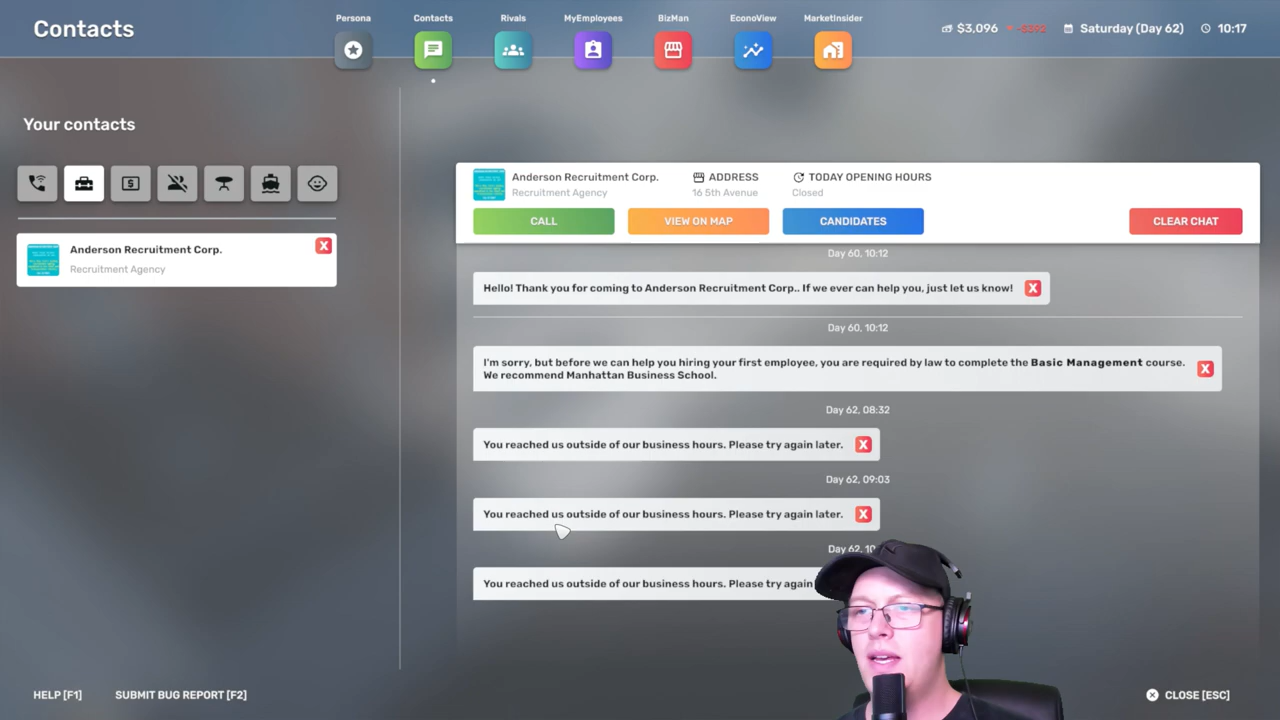 Contacts
Persona
Contacts
Rivals
MyEmployees
BizMan
EconoView
MarketInsider
$3,096
-$392
Saturday (Day 62)
10:17
Your contacts
Anderson Recruitment Corp.
Recruitment Agency
Anderson Recruitment Corp.
Recruitment Agency
ADDRESS
16 5th Avenue
TODAY OPENING HOURS
Closed
CALL
VIEW ON MAP
CANDIDATES
CLEAR CHAT
Day 60, 10:12
Hello! Thank you for coming to Anderson Recruitment Corp.. If we ever can help you, just let us know!
Day 60, 10:12
I'm sorry, but before we can help you hiring your first employee, you are required by law to complete the Basic Management course.
We recommend Manhattan Business School.
Day 62, 08:32
You reached us outside of our business hours. Please try again later.
Day 62, 09:03
You reached us outside of our business hours. Please try again later.
Day 62, 10
You reached us outside of our business hours. Please try again
HELP [F1]
SUBMIT BUG REPORT [F2]
CLOSE [ESC]